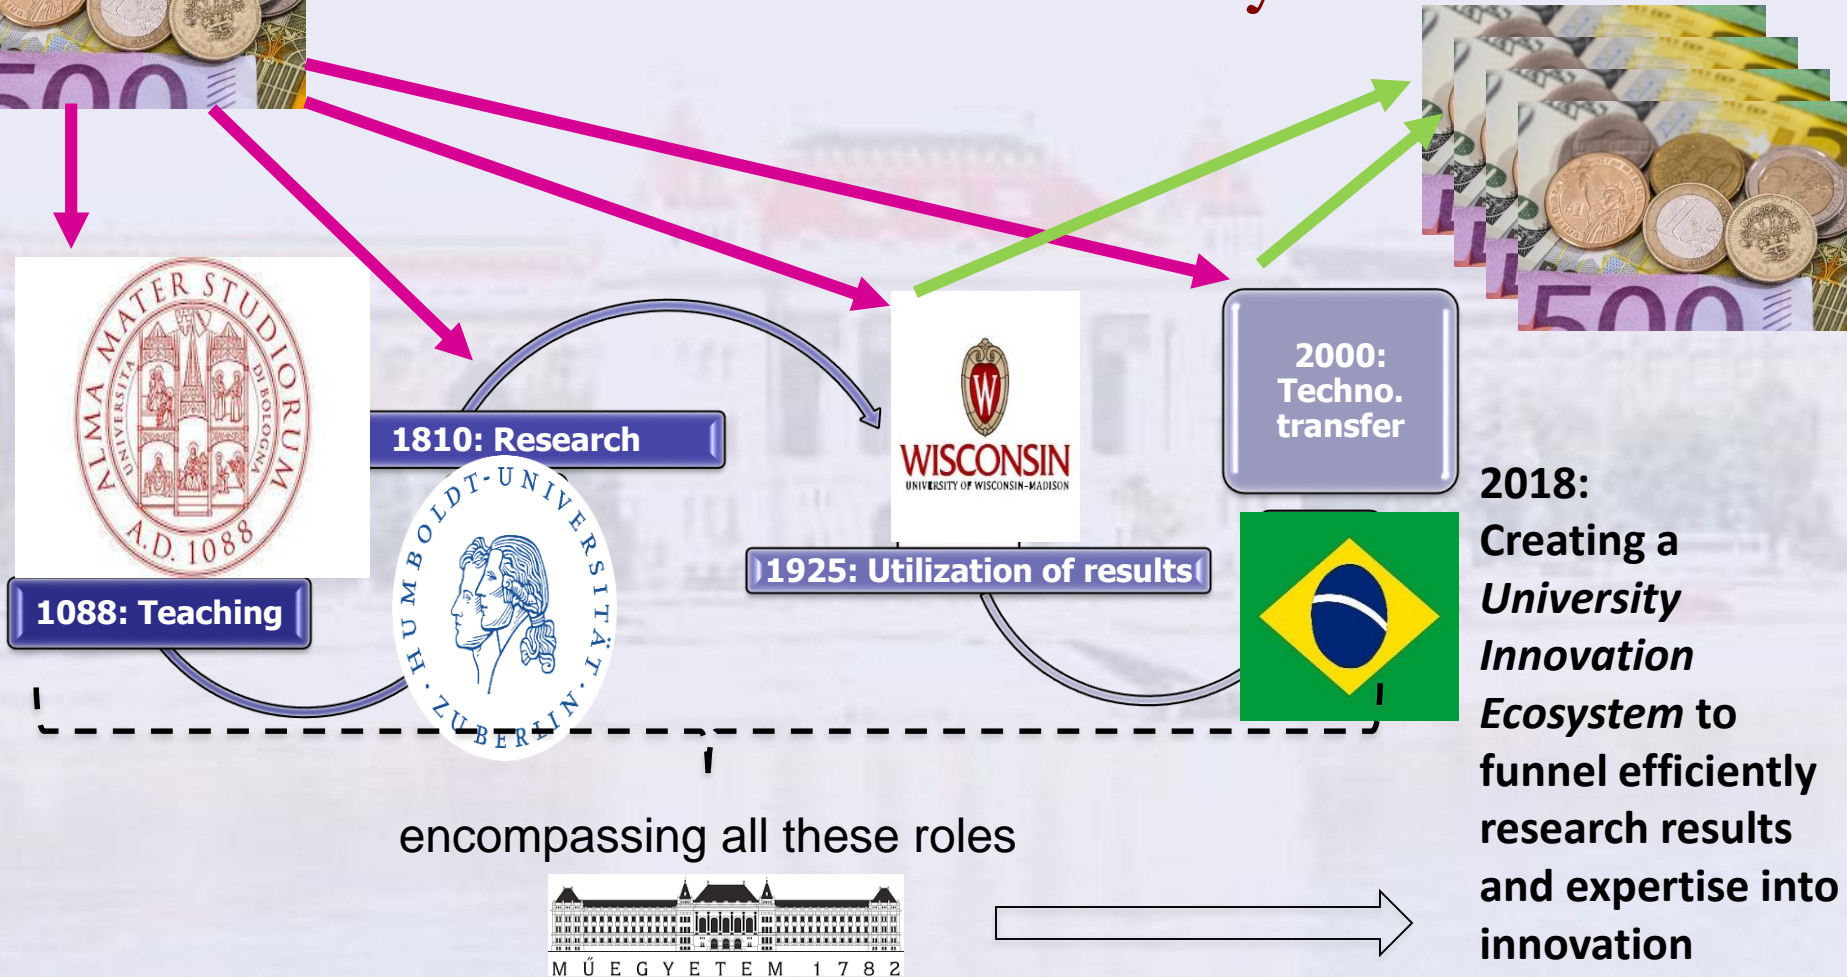 500
ALMA MATER STUDIORUM
UNIVERSITA DI BOLOGNA
A.D. 1088
1088: Teaching
1810: Research
HUMBOLDT-UNIVERSITÄT
· ZU BERLIN ·
W
WISCONSIN
UNIVERSITY OF WISCONSIN-MADISON
1925: Utilization of results
2000:
Techno.
transfer
500
2018:
Creating a
University
Innovation
Ecosystem to
funnel efficiently
research results
and expertise into
innovation
encompassing all these roles
MŰEGYETEM 1782